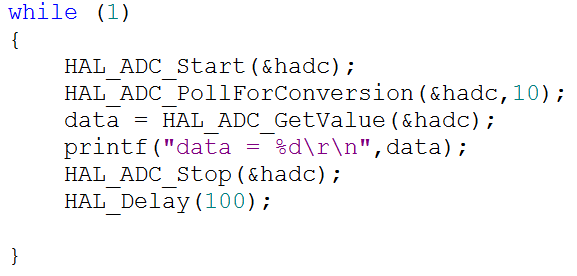 while (1)
{
    HAL_ADC_Start(&hadc);
    HAL_ADC_PollForConversion(&hadc,10);
    data = HAL_ADC_GetValue(&hadc);
    printf("data = %d\r\n",data);
    HAL_ADC_Stop(&hadc);
    HAL_Delay(100);
}